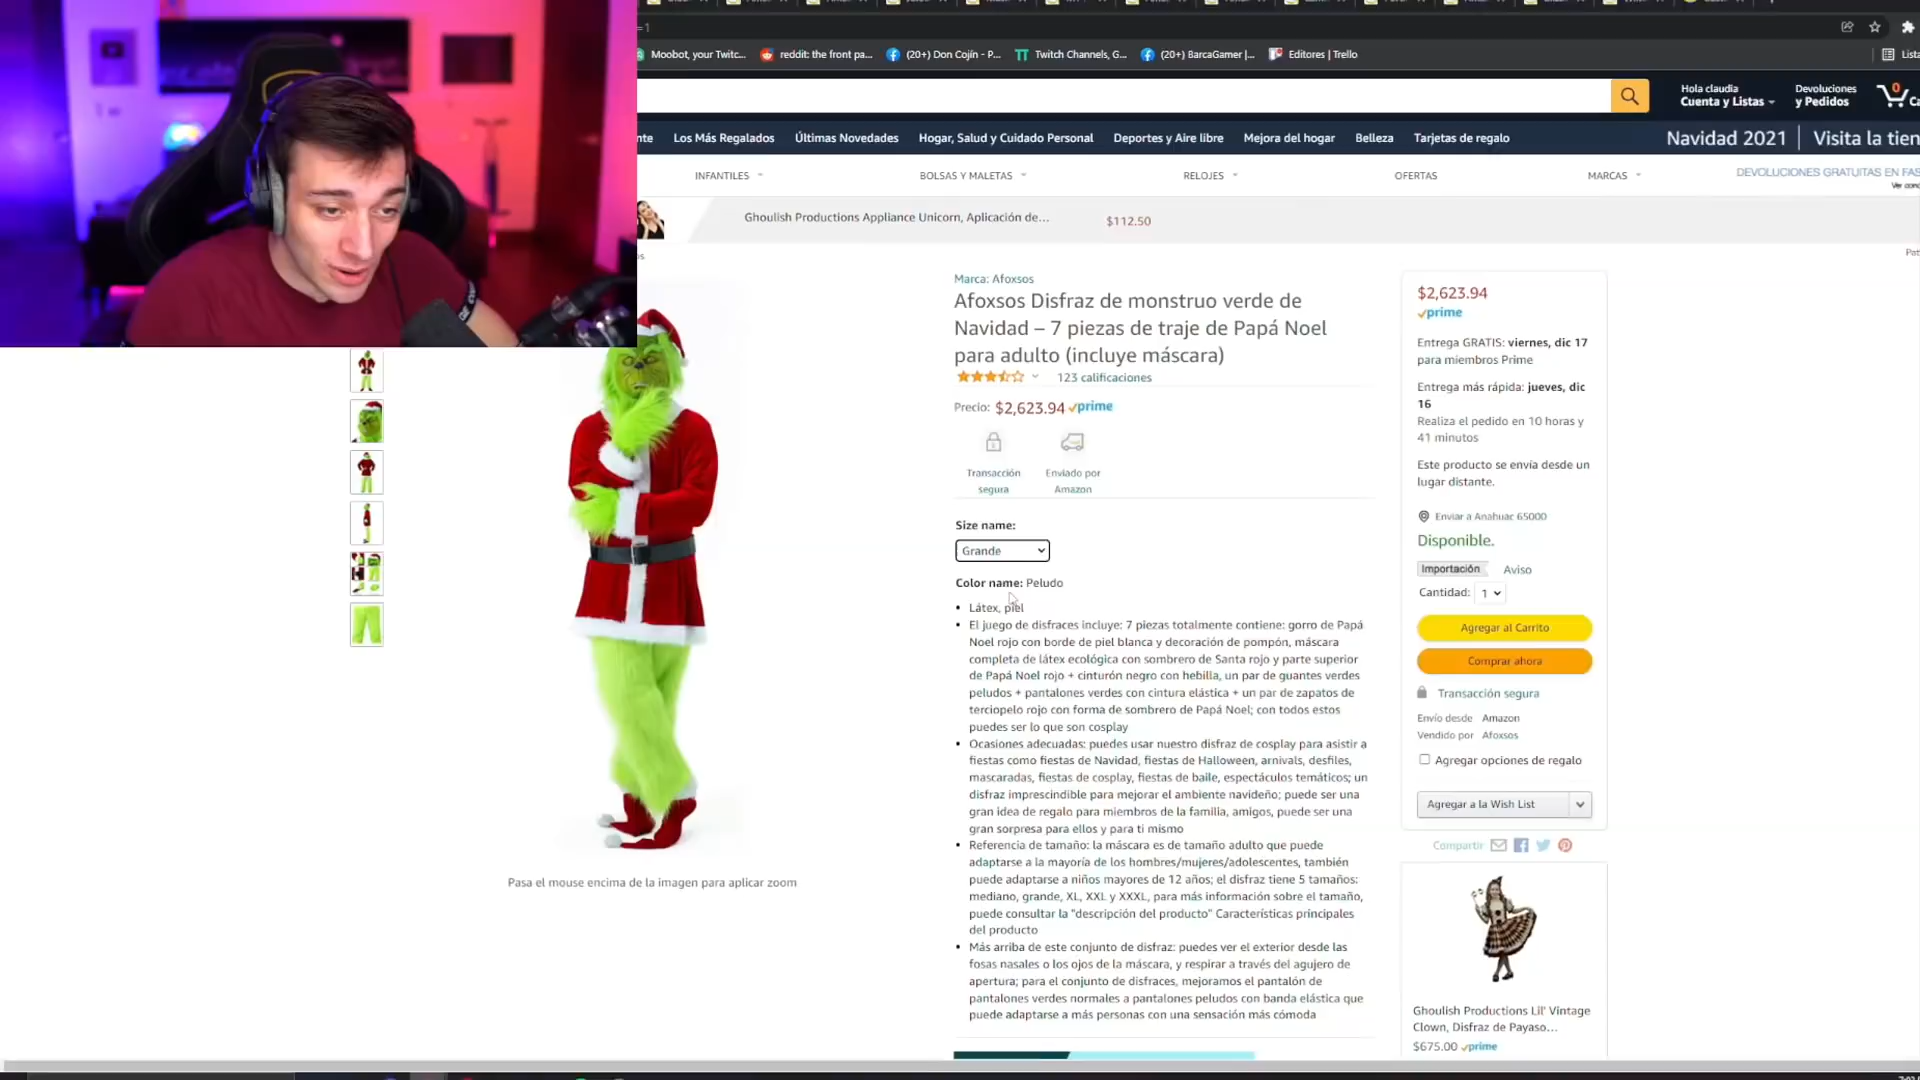 Moobot, your Twitc... reddit: the front pa... (20+) Don Cojín - P... Twitch Channels, G... (20+) BarcaGamer |... Editores | Trello Lista
Hola claudia
Cuenta y Listas
Devoluciones
y Pedidos
0
Los Más Regalados Últimas Novedades Hogar, Salud y Cuidado Personal Deportes y Aire libre Mejora del hogar Belleza Tarjetas de regalo
Navidad 2021 | Visita la tien
INFANTILES BOLSAS Y MALETAS RELOJES OFERTAS MARCAS
DEVOLUCIONES GRATUITAS EN FAS
Ghoulish Productions Appliance Unicorn, Aplicación de...
$112.50
Marca: Afoxsos
Afoxsos Disfraz de monstruo verde de
Navidad – 7 piezas de traje de Papá Noel
para adulto (incluye máscara)
123 calificaciones
Precio: $2,623.94 prime
Transacción
segura
Enviado por
Amazon
Size name:
Grande
Color name: Peludo
• Látex, piel
• El juego de disfraces incluye: 7 piezas totalmente contiene: gorro de Papá
Noel rojo con borde de piel blanca y decoración de pompón, máscara
completa de látex ecológica con sombrero de Santa rojo y parte superior
de Papá Noel rojo + cinturón negro con hebilla, un par de guantes verdes
peludos + pantalones verdes con cintura elástica + un par de zapatos de
terciopelo rojo con forma de sombrero de Papá Noel; con todos estos
puedes ser lo que son cosplay
• Ocasiones adecuadas: puedes usar nuestro disfraz de cosplay para asistir a
fiestas como fiestas de Navidad, fiestas de Halloween, arnivals, desfiles,
mascaradas, fiestas de cosplay, fiestas de baile, espectáculos temáticos; un
disfraz imprescindible para mejorar el ambiente navideño; puede ser una
gran idea de regalo para miembros de la familia, amigos, puede ser una
gran sorpresa para ellos y para ti mismo
• Referencia de tamaño: la máscara es de tamaño adulto que puede
adaptarse a la mayoría de los hombres/mujeres/adolescentes, también
puede adaptarse a niños mayores de 12 años; el disfraz tiene 5 tamaños:
mediano, grande, XL, XXL y XXXL, para más información sobre el tamaño,
puede consultar la "descripción del producto" Características principales
del producto
• Más arriba de este conjunto de disfraz: puedes ver el exterior desde las
fosas nasales o los ojos de la máscara, y respirar a través del agujero de
apertura; para el conjunto de disfraces, mejoramos el pantalón de
pantalones verdes normales a pantalones peludos con banda elástica que
puede adaptarse a más personas con una sensación más cómoda
Pasa el mouse encima de la imagen para aplicar zoom
$2,623.94
prime
Entrega GRATIS: viernes, dic 17
para miembros Prime
Entrega más rápida: jueves, dic
16
Realiza el pedido en 10 horas y
41 minutos
Este producto se envía desde un
lugar distante.
Enviar a Anahuac 65000
Disponible.
Importación Aviso
Cantidad: 1
Agregar al Carrito
Comprar ahora
Transacción segura
Envío desde Amazon
Vendido por Afoxsos
Agregar opciones de regalo
Agregar a la Wish List
Compartir
Ghoulish Productions Lil' Vintage
Clown, Disfraz de Payaso...
$675.00 prime